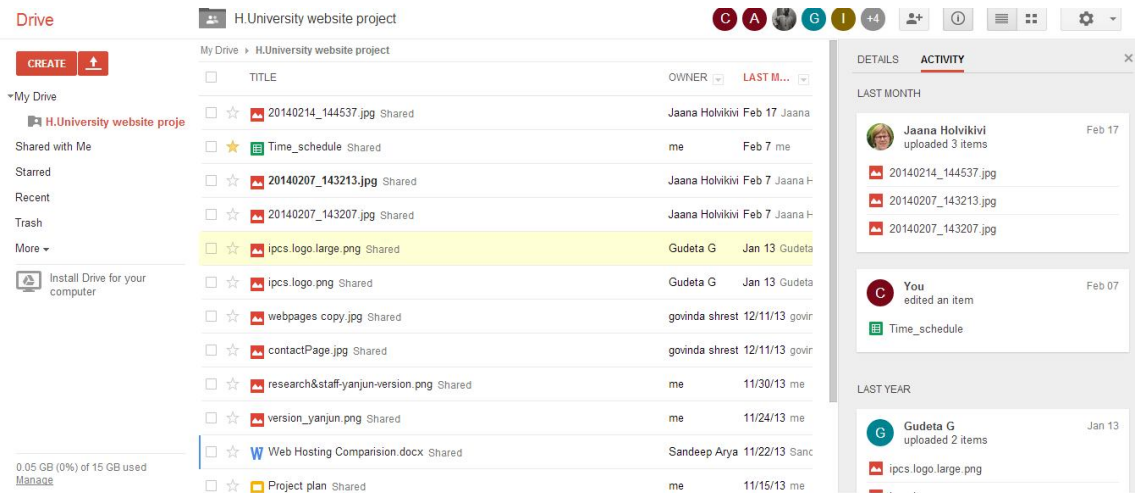 Drive
H.University website project
C A G I +4
CREATE
My Drive
H.University website proje
Shared with Me
Starred
Recent
Trash
More
Install Drive for your
computer
0.05 GB (0%) of 15 GB used
Manage
My Drive H.University website project
TITLE OWNER LAST M...
20140214_144537.jpg Shared Jaana Holvikivi Feb 17 Jaana
Time_schedule Shared me Feb 7 me
20140207_143213.jpg Shared Jaana Holvikivi Feb 7 Jaana H
20140207_143207.jpg Shared Jaana Holvikivi Feb 7 Jaana H
ipcs.logo.large.png Shared Gudeta G Jan 13 Gudeta
ipcs.logo.png Shared Gudeta G Jan 13 Gudeta
webpages copy.jpg Shared govinda shrest 12/11/13 govir
contactPage.jpg Shared govinda shrest 12/11/13 govir
research&staff-yanjun-version.png Shared me 11/30/13 me
version_yanjun.png Shared me 11/24/13 me
W Web Hosting Comparision.docx Shared Sandeep Arya 11/22/13 Sand
Project plan Shared me 11/15/13 me
DETAILS ACTIVITY
LAST MONTH
Jaana Holvikivi Feb 17
uploaded 3 items
20140214_144537.jpg
20140207_143213.jpg
20140207_143207.jpg
C You Feb 07
edited an item
Time_schedule
LAST YEAR
G Gudeta G Jan 13
uploaded 2 items
ipcs.logo.large.png